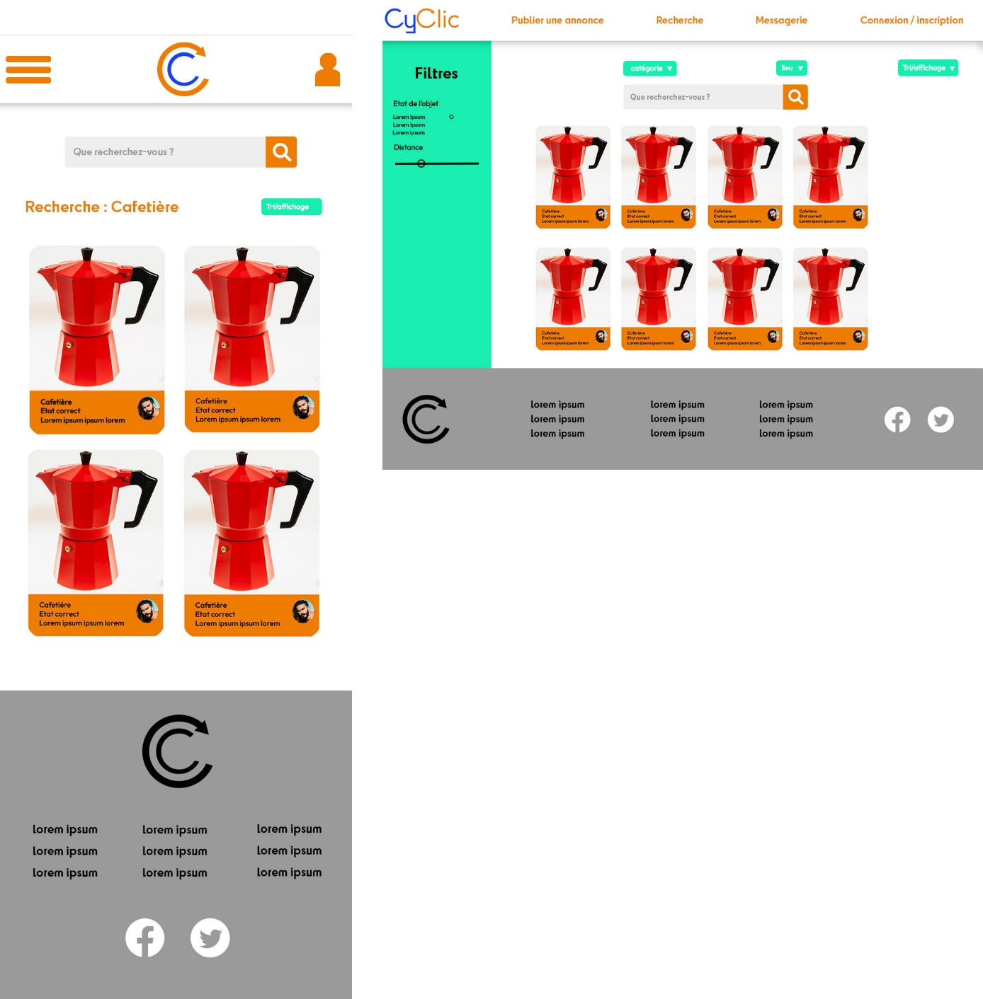 Que recherchez-vous ?
Recherche : Cafetière
Tri/affichage
Cafetière
Etat correct
Lorem ipsum ipsum lorem
Cafetière
Etat correct
Lorem ipsum ipsum lorem
Cafetière
Etat correct
Lorem ipsum ipsum lorem
Cafetière
Etat correct
Lorem ipsum ipsum lorem
lorem ipsum
lorem ipsum
lorem ipsum
lorem ipsum
lorem ipsum
lorem ipsum
lorem ipsum
lorem ipsum
lorem ipsum
CyClic
Publier une annonce
Recherche
Messagerie
Connexion / inscription
Filtres
Etat de l'objet
Lorem Ipsum
Lorem Ipsum
Lorem Ipsum
Distance
catégorie
lieu
Tri/affichage
Que recherchez-vous ?
Cafetière
Etat correct
Lorem ipsum ipsum lorem
Cafetière
Etat correct
Lorem ipsum ipsum lorem
Cafetière
Etat correct
Lorem ipsum ipsum lorem
Cafetière
Etat correct
Lorem ipsum ipsum lorem
Cafetière
Etat correct
Lorem ipsum ipsum lorem
Cafetière
Etat correct
Lorem ipsum ipsum lorem
Cafetière
Etat correct
Lorem ipsum ipsum lorem
Cafetière
Etat correct
Lorem ipsum ipsum lorem
lorem ipsum
lorem ipsum
lorem ipsum
lorem ipsum
lorem ipsum
lorem ipsum
lorem ipsum
lorem ipsum
lorem ipsum